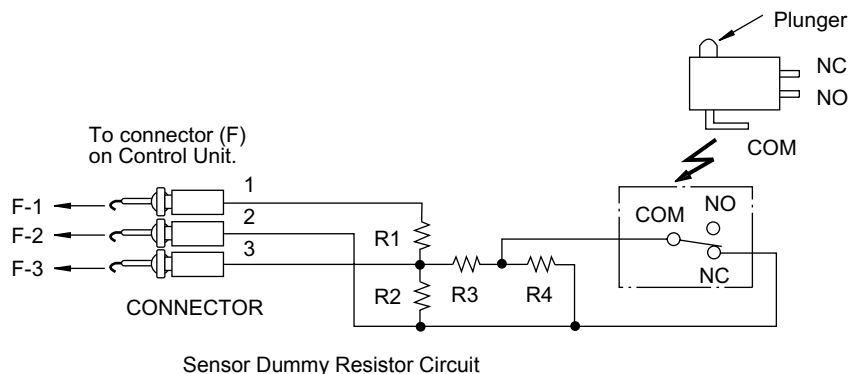 Plunger
NC
NO
COM
To connector (F)
on Control Unit.
1
F-1
2
F-2
3
F-3
CONNECTOR
R1
R2
R3
R4
COM
NO
NC
Sensor Dummy Resistor Circuit